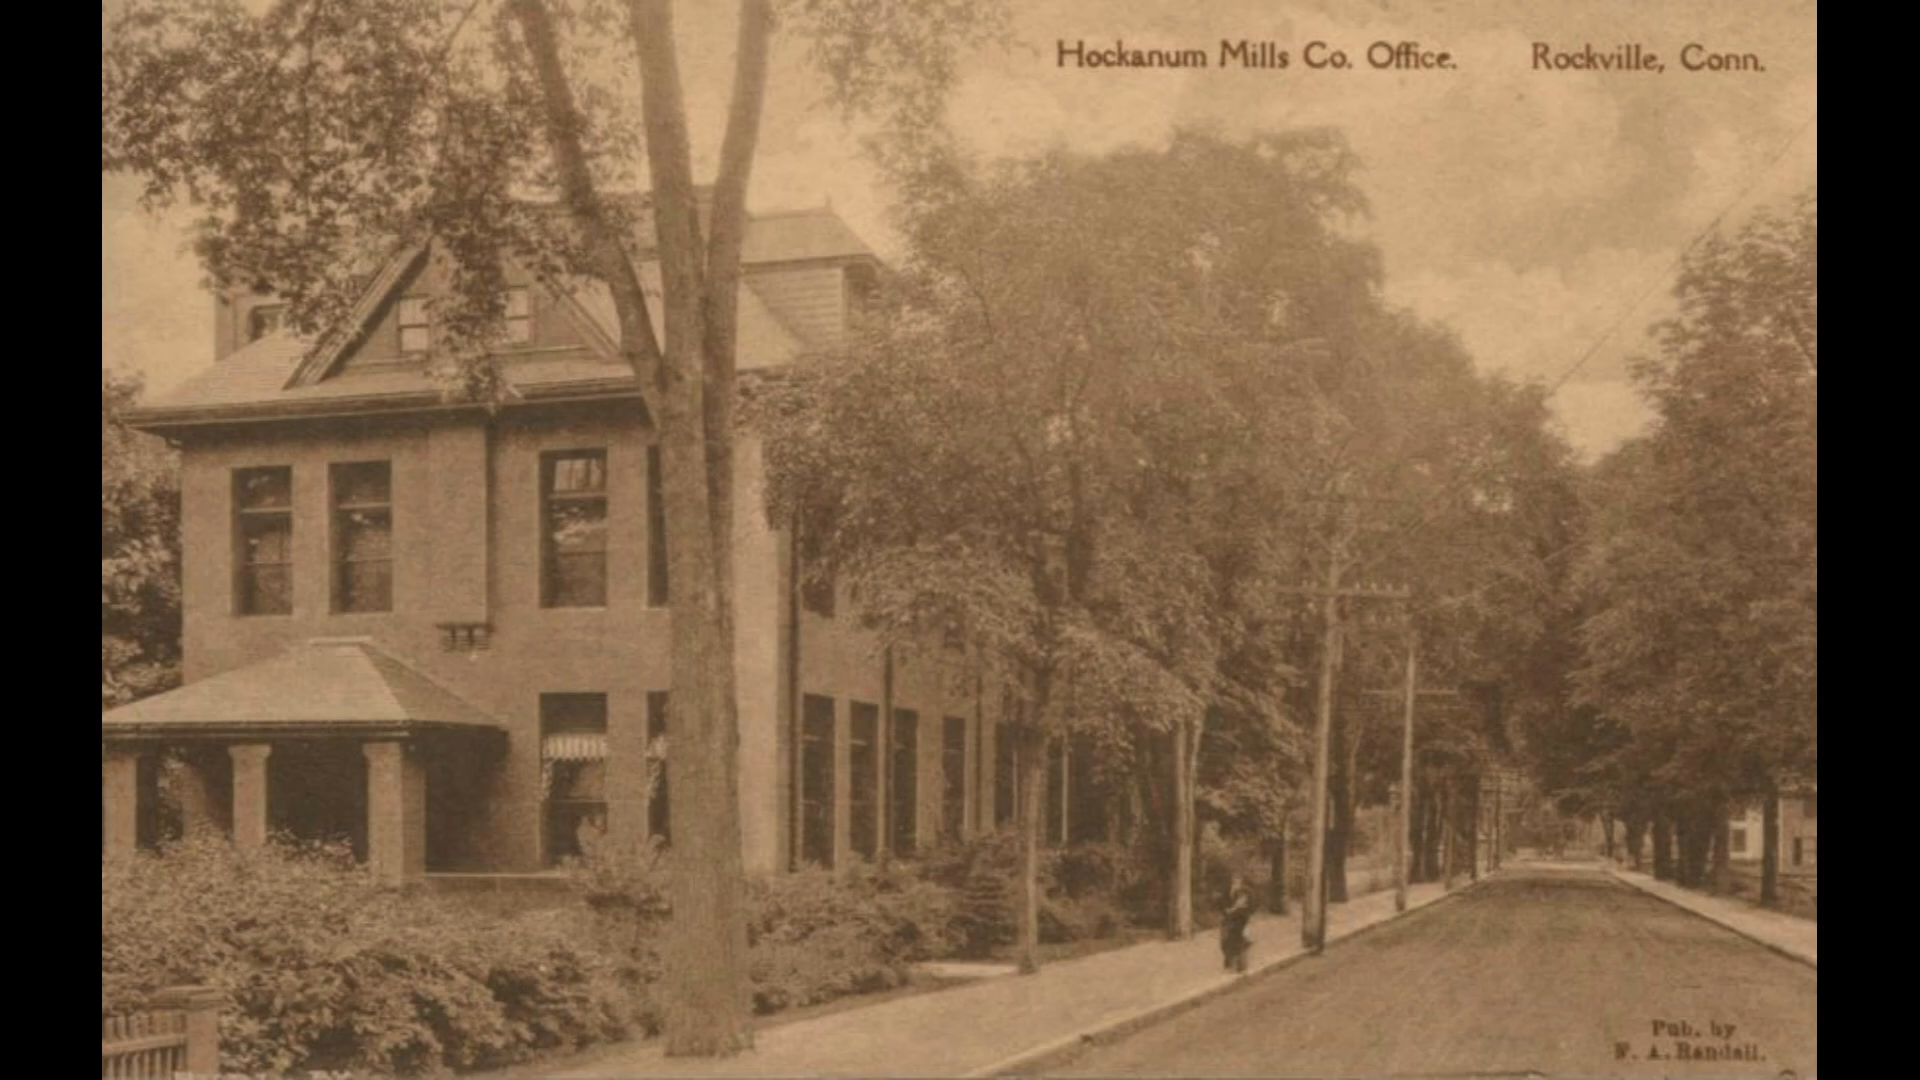 Hockanum Mills Co. Office. Rockville, Conn.
Pub. by
F. A. Randall.